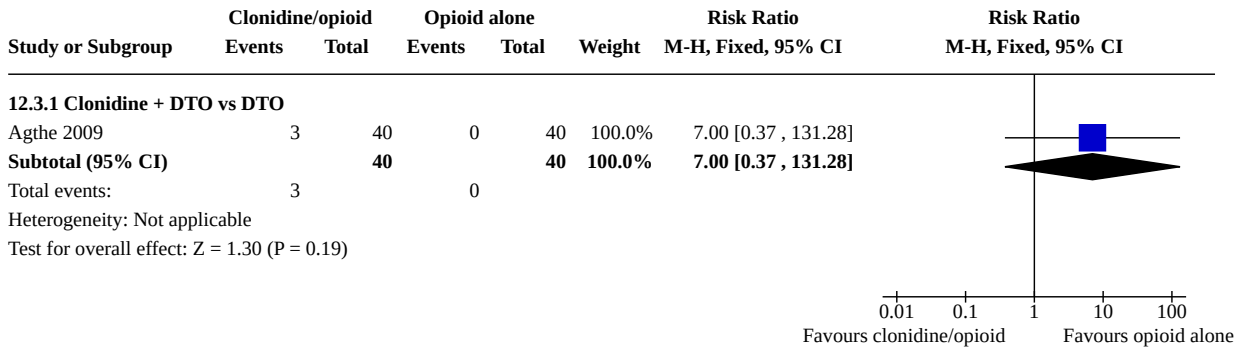 Clonidine/opioid Opioid alone Risk Ratio Risk Ratio
Study or Subgroup Events Total Events Total Weight M-H, Fixed, 95% CI M-H, Fixed, 95% CI
12.3.1 Clonidine + DTO vs DTO
Agthe 2009 3 40 0 40 100.0% 7.00 [0.37 , 131.28]
Subtotal (95% CI) 40 40 100.0% 7.00 [0.37 , 131.28]
Total events: 3 0
Heterogeneity: Not applicable
Test for overall effect: Z = 1.30 (P = 0.19)
0.01 0.1 1 10 100
Favours clonidine/opioid Favours opioid alone